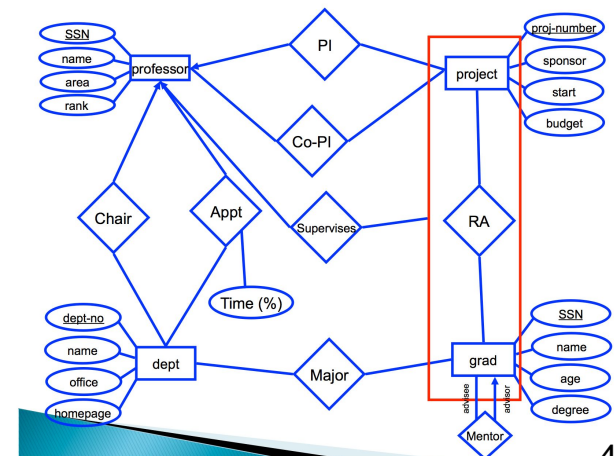 SSN
name
area
rank
professor
PI
Co-PI
project
proj-number
sponsor
start
budget
Chair
Appt
Supervises
RA
Time (%)
dept-no
name
office
homepage
dept
Major
grad
SSN
name
age
degree
advisee
advisor
Mentor
4